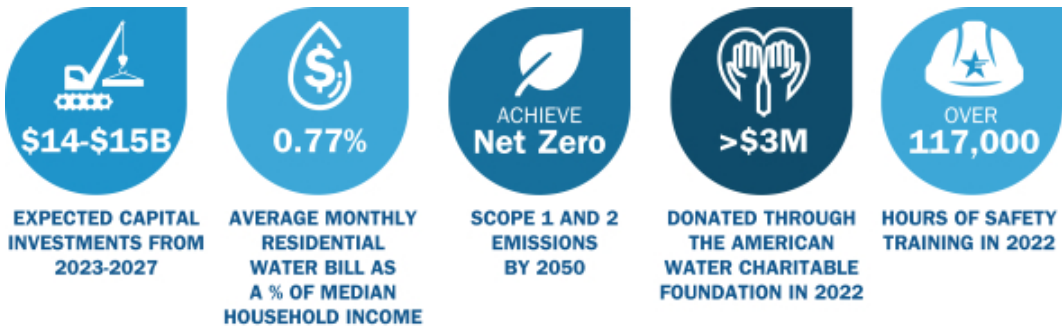 $14-$15B
EXPECTED CAPITAL
INVESTMENTS FROM
2023-2027
$
0.77%
AVERAGE MONTHLY
RESIDENTIAL
WATER BILL AS
A % OF MEDIAN
HOUSEHOLD INCOME
ACHIEVE
Net Zero
SCOPE 1 AND 2
EMISSIONS
BY 2050
>$3M
DONATED THROUGH
THE AMERICAN
WATER CHARITABLE
FOUNDATION IN 2022
OVER
117,000
HOURS OF SAFETY
TRAINING IN 2022